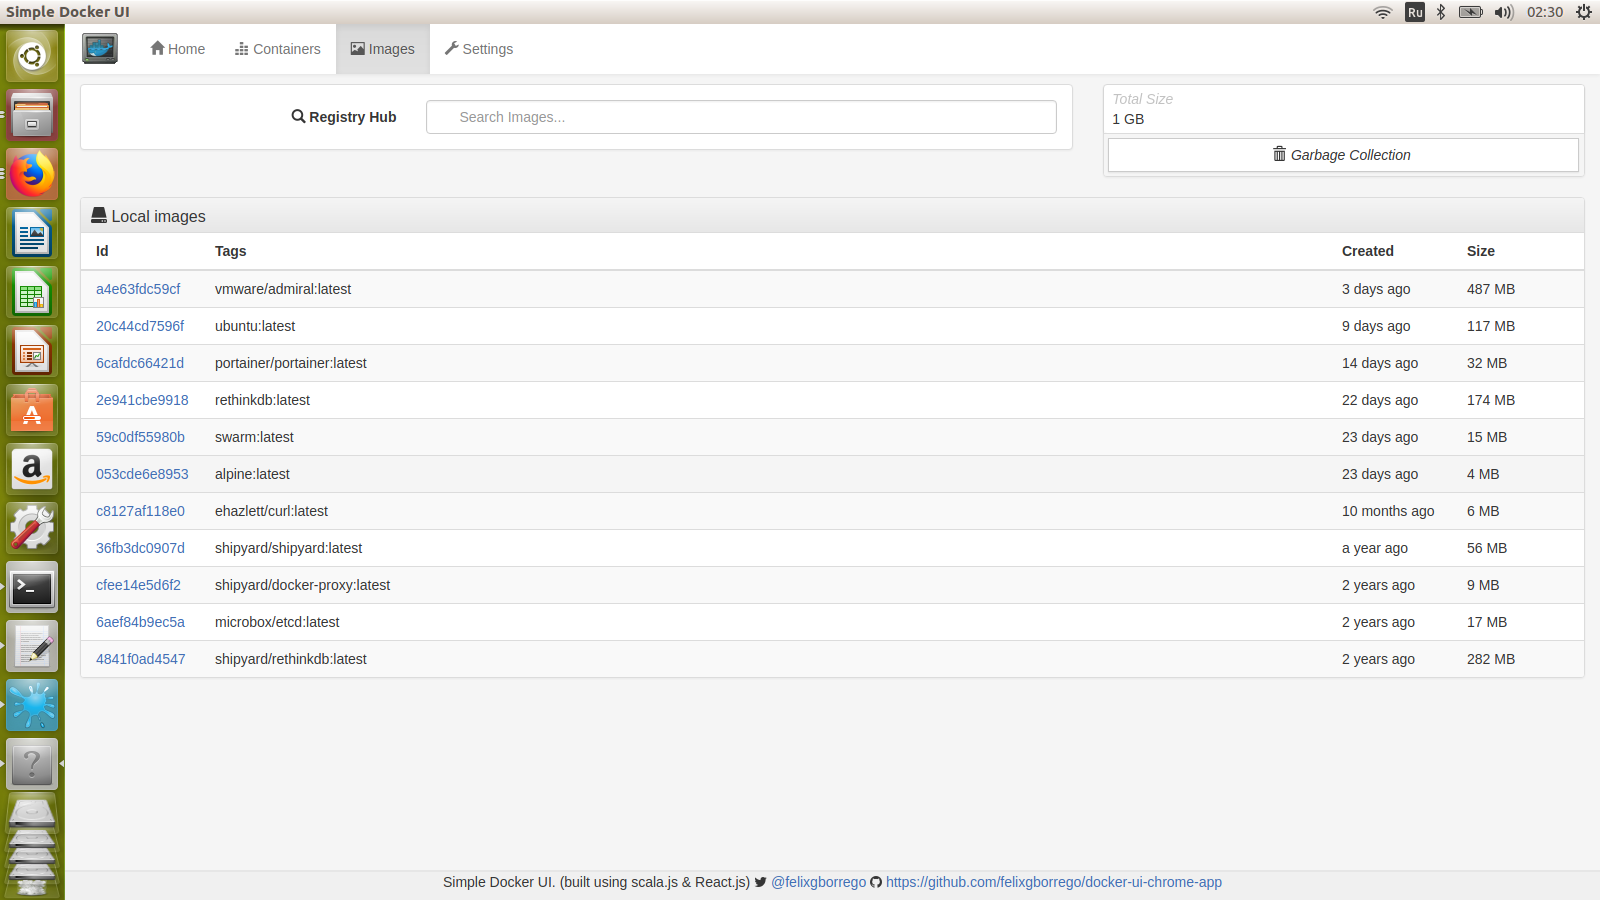 Simple Docker UI
Ru
02:30
Home Containers Images Settings
Registry Hub Search Images...
Total Size
1 GB
Garbage Collection
Local images
Id Tags Created Size
a4e63fdc59cf vmware/admiral:latest 3 days ago 487 MB
20c44cd7596f ubuntu:latest 9 days ago 117 MB
6cafdc66421d portainer/portainer:latest 14 days ago 32 MB
2e941cbe9918 rethinkdb:latest 22 days ago 174 MB
59c0df55980b swarm:latest 23 days ago 15 MB
053cde6e8953 alpine:latest 23 days ago 4 MB
c8127af118e0 ehazlett/curl:latest 10 months ago 6 MB
36fb3dc0907d shipyard/shipyard:latest a year ago 56 MB
cfee14e5d6f2 shipyard/docker-proxy:latest 2 years ago 9 MB
6aef84b9ec5a microbox/etcd:latest 2 years ago 17 MB
4841f0ad4547 shipyard/rethinkdb:latest 2 years ago 282 MB
Simple Docker UI. (built using scala.js & React.js) @felixgborrego https://github.com/felixgborrego/docker-ui-chrome-app